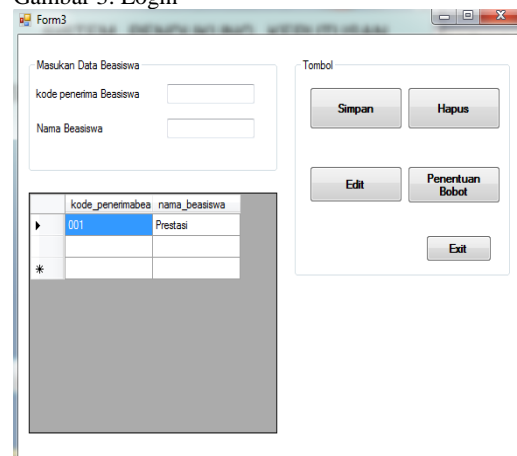 Gambar 5. Login
Form3
Masukan Data Beasiswa
kode penerima Beasiswa
Nama Beasiswa
Tombol
Simpan
Hapus
Edit
Penentuan
Bobot
Exit
kode_penerimabea nama_beasiswa
001 Prestasi